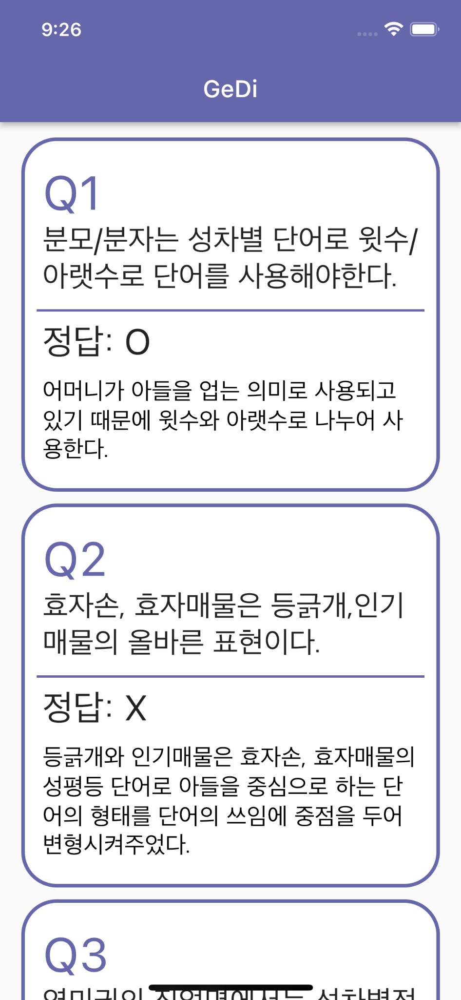 9:26
GeDi
Q1
분모/분자는 성차별 단어로 윗수/
아랫수로 단어를 사용해야한다.
정답: O
어머니가 아들을 업는 의미로 사용되고
있기 때문에 윗수와 아랫수로 나누어 사
용한다.
Q2
효자손, 효자매물은 등긁개,인기
매물의 올바른 표현이다.
정답: X
등긁개와 인기매물은 효자손, 효자매물의
성평등 단어로 아들을 중심으로 하는 단
어의 형태를 단어의 쓰임에 중점을 두어
변형시켜주었다.
Q3